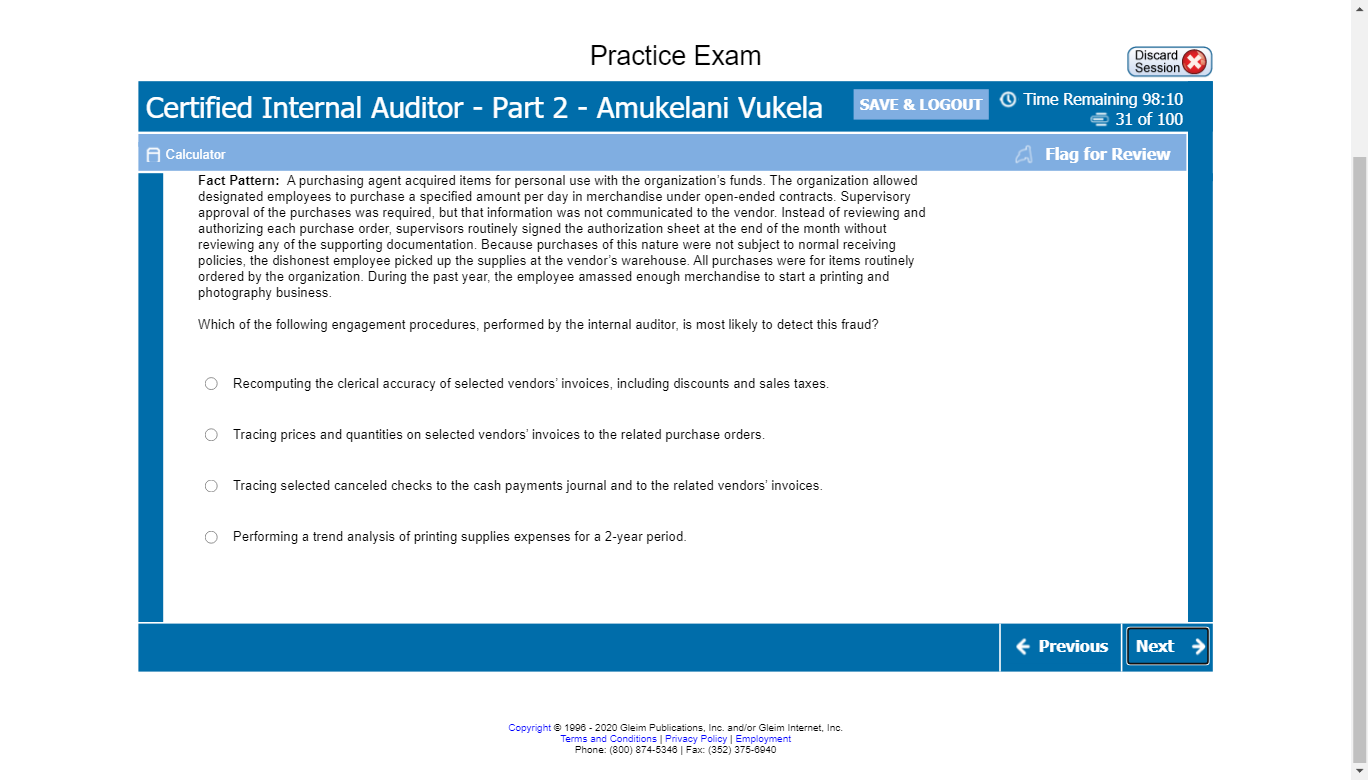 Practice Exam
Discard
Session
Certified Internal Auditor - Part 2 - Amukelani Vukela
SAVE & LOGOUT
Time Remaining 98:10
31 of 100
Calculator
Flag for Review
Fact Pattern: A purchasing agent acquired items for personal use with the organization's funds. The organization allowed
designated employees to purchase a specified amount per day in merchandise under open-ended contracts. Supervisory
approval of the purchases was required, but that information was not communicated to the vendor. Instead of reviewing and
authorizing each purchase order, supervisors routinely signed the authorization sheet at the end of the month without
reviewing any of the supporting documentation. Because purchases of this nature were not subject to normal receiving
policies, the dishonest employee picked up the supplies at the vendor's warehouse. All purchases were for items routinely
ordered by the organization. During the past year, the employee amassed enough merchandise to start a printing and
photography business.
Which of the following engagement procedures, performed by the internal auditor, is most likely to detect this fraud?
Recomputing the clerical accuracy of selected vendors' invoices, including discounts and sales taxes.
Tracing prices and quantities on selected vendors' invoices to the related purchase orders.
Tracing selected canceled checks to the cash payments journal and to the related vendors' invoices.
Performing a trend analysis of printing supplies expenses for a 2-year period.
Previous
Next
Copyright © 1996 - 2020 Gleim Publications, Inc. and/or Gleim Internet, Inc.
Terms and Conditions | Privacy Policy | Employment
Phone: (800) 874-5346 | Fax: (352) 375-6940